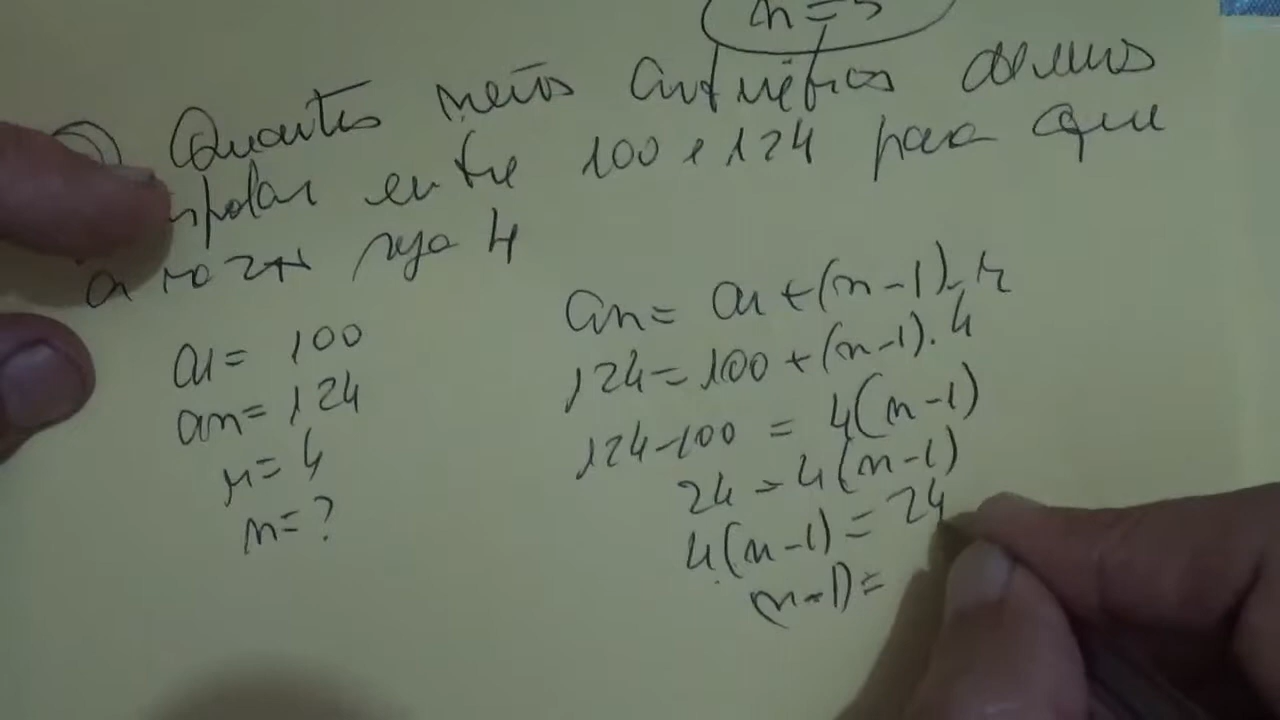 n = 5
Quantos meios aritméticos devemos
polar entre 100 e 124 para que
a razão seja 4
a1 = 100
an = 124
r = 4
n = ?
an = a1 + (n-1).r
124 = 100 + (n-1).4
124-100 = 4(n-1)
24 = 4(n-1)
4(n-1) = 24
(n-1) =